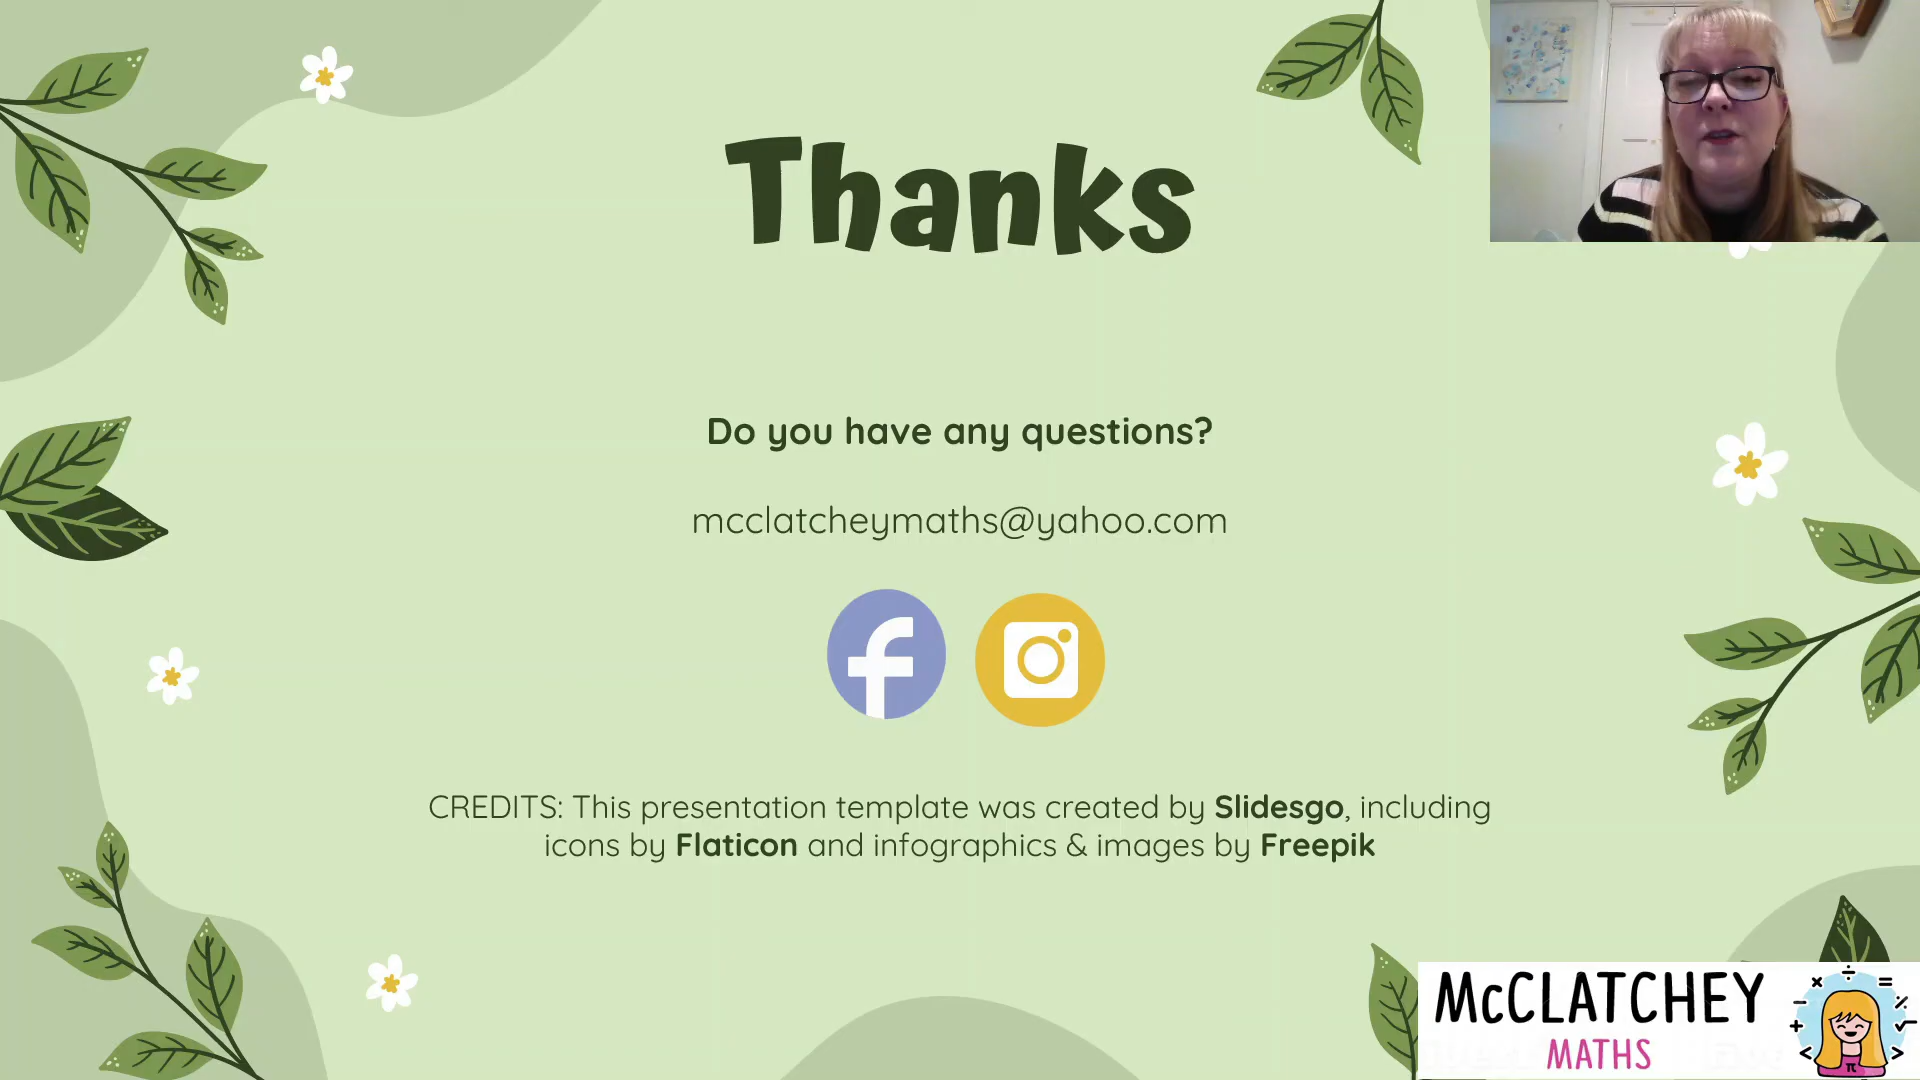 Thanks
Do you have any questions?
mcclatcheymaths@yahoo.com
CREDITS: This presentation template was created by Slidesgo, including
icons by Flaticon and infographics & images by Freepik
McCLATCHEY
MATHS